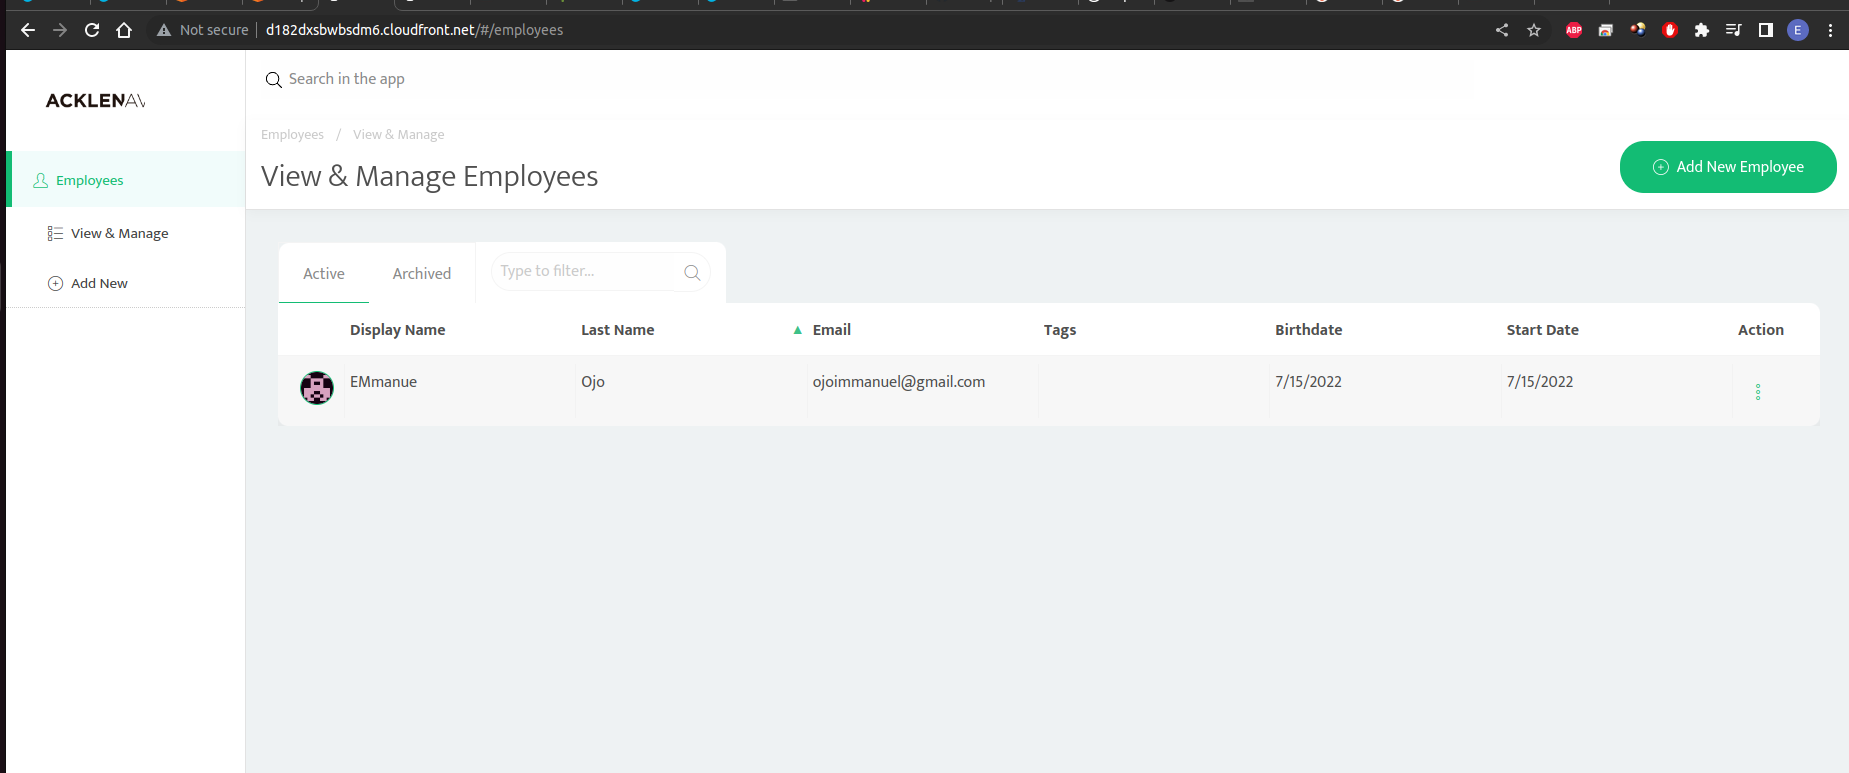 Not secure d182dxsbwbsdm6.cloudfront.net/#/employees
ABP
E
ACKLENAV
Search in the app
Employees / View & Manage
View & Manage Employees
Add New Employee
Employees
View & Manage
Add New
Active Archived Type to filter...
Display Name Last Name ▲ Email Tags Birthdate Start Date Action
EMmanue Ojo ojoimmanuel@gmail.com 7/15/2022 7/15/2022